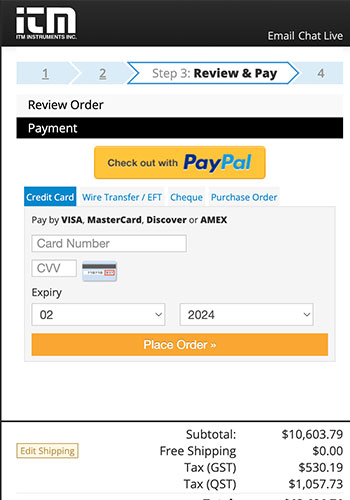 itm
ITM INSTRUMENTS INC.
Email Chat Live
1 2 Step 3: Review & Pay 4
Review Order
Payment
Check out with PayPal
Credit Card Wire Transfer / EFT Cheque Purchase Order
Pay by VISA, MasterCard, Discover or AMEX
Card Number
CVV
Expiry
02 2024
Place Order »
Subtotal: $10,603.79
Edit Shipping Free Shipping $0.00
Tax (GST) $530.19
Tax (QST) $1,057.73